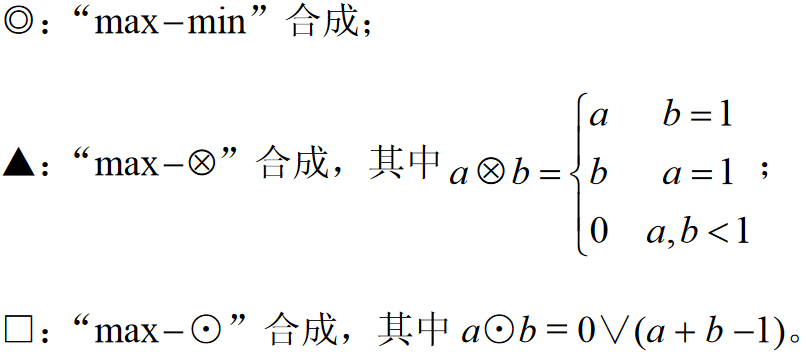 ◎：“max−min”合成；
▲：“max−⊗”合成，其中 a⊗b = { a b=1
b a=1 ；
0 a,b<1
□：“max−⊙”合成，其中 a⊙b = 0∨(a+b−1)。